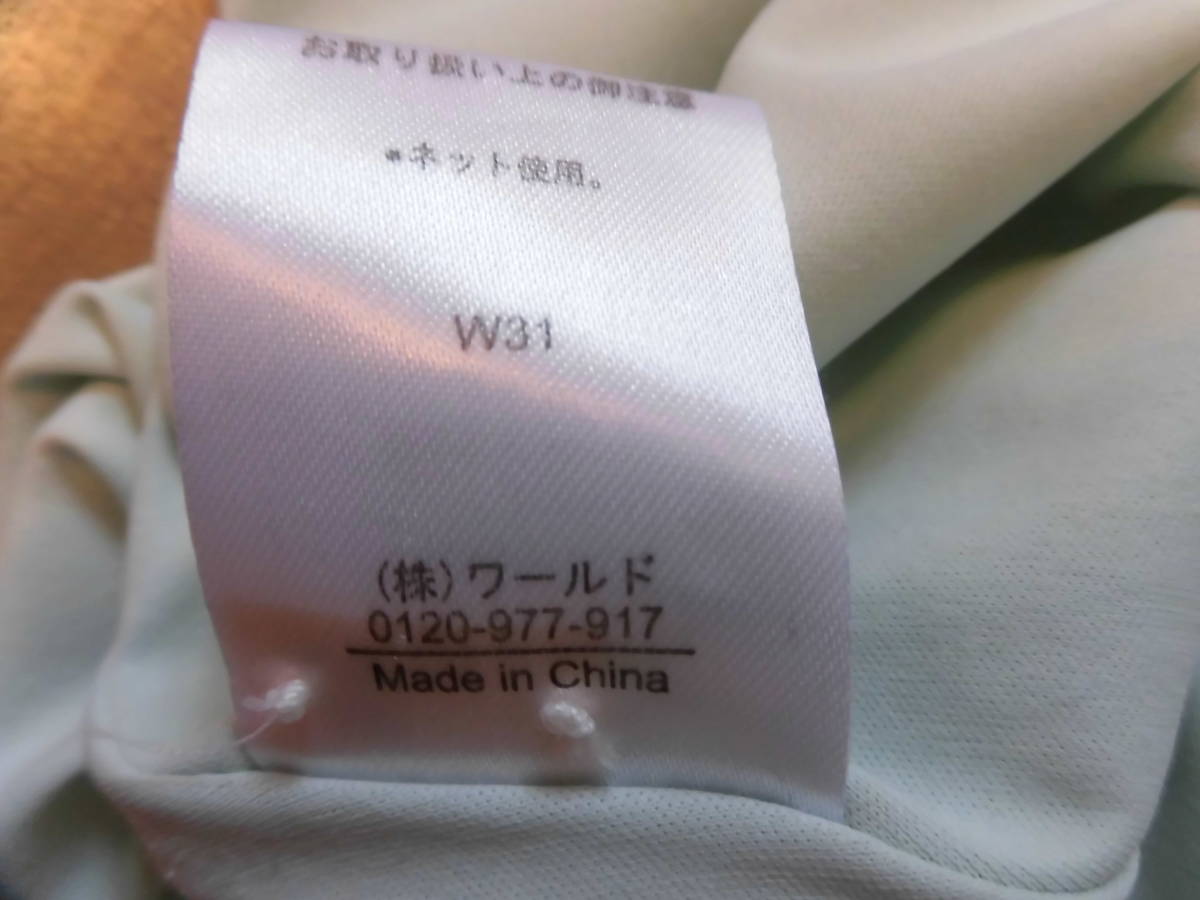 お取り扱い上の御注意
●ネット使用。
W31
(株)ワールド
0120-977-917
Made in China